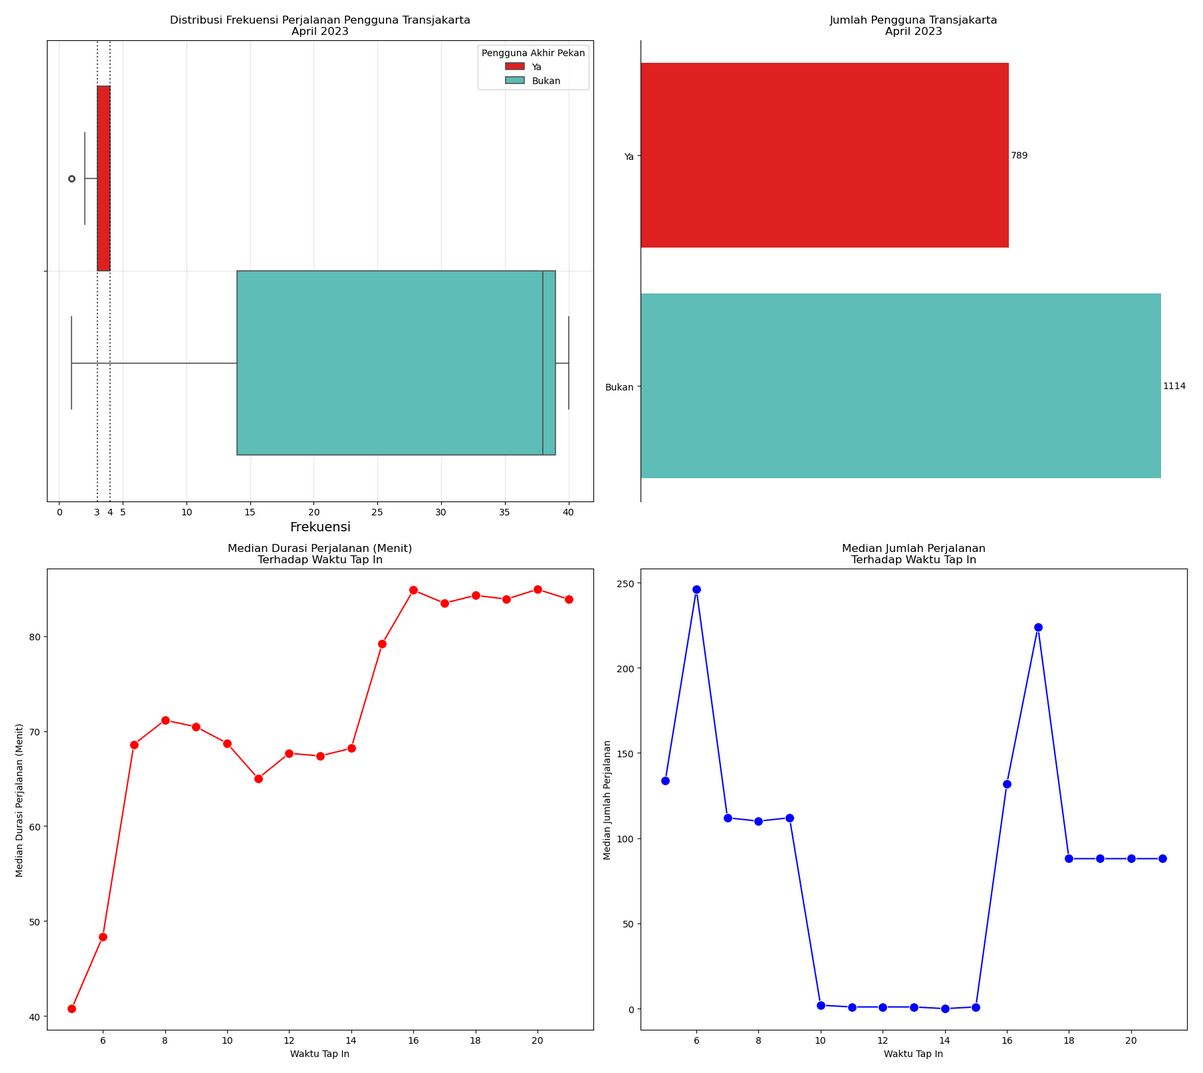 Distribusi Frekuensi Perjalanan Pengguna Transjakarta
April 2023
Pengguna Akhir Pekan
Ya
Bukan
0 3 4 5 10 15 20 25 30 35 40
Frekuensi
Jumlah Pengguna Transjakarta
April 2023
Ya
789
Bukan
1114
Median Durasi Perjalanan (Menit)
Terhadap Waktu Tap In
Median Durasi Perjalanan (Menit)
80
70
60
50
40
6 8 10 12 14 16 18 20
Waktu Tap In
Median Jumlah Perjalanan
Terhadap Waktu Tap In
Median Jumlah Perjalanan
250
200
150
100
50
0
6 8 10 12 14 16 18 20
Waktu Tap In